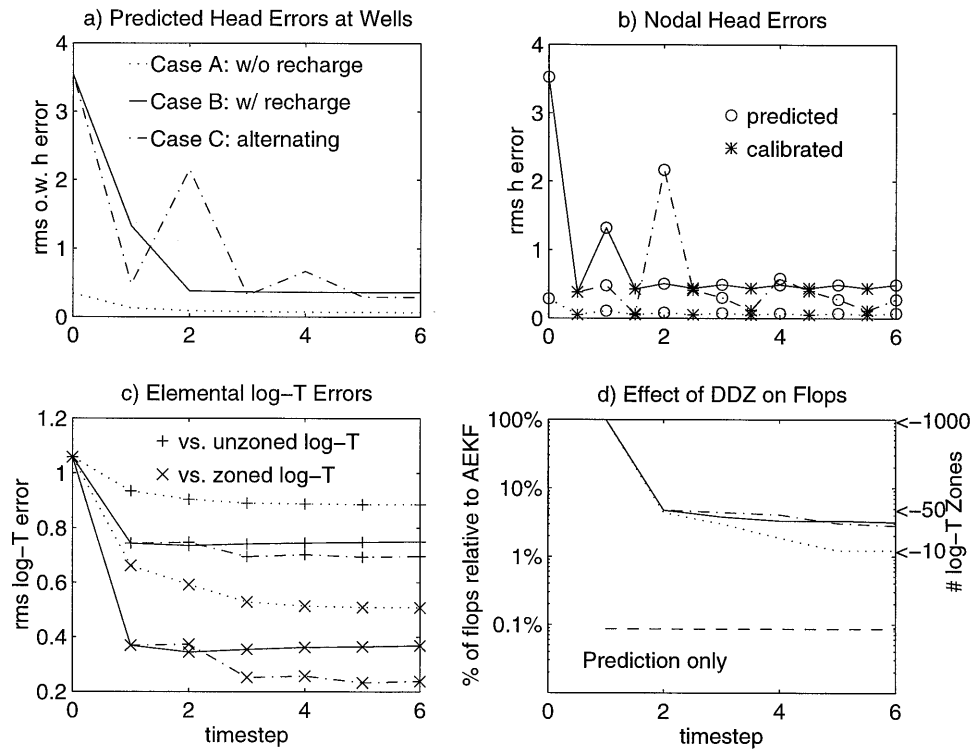 a) Predicted Head Errors at Wells
4
3
2
1
0
0
2
4
6
rms o.w. h error
Case A: w/o recharge
Case B: w/ recharge
Case C: alternating
b) Nodal Head Errors
4
3
2
1
0
0
2
4
6
rms h error
predicted
calibrated
c) Elemental log-T Errors
1.2
1
0.8
0.6
0.4
0.2
0
2
4
6
rms log-T error
timestep
vs. unzoned log-T
vs. zoned log-T
d) Effect of DDZ on Flops
100%
10%
1%
0.1%
0
2
4
6
% of flops relative to AEKF
timestep
Prediction only
<-1000
<-50
<-10
# log-T Zones